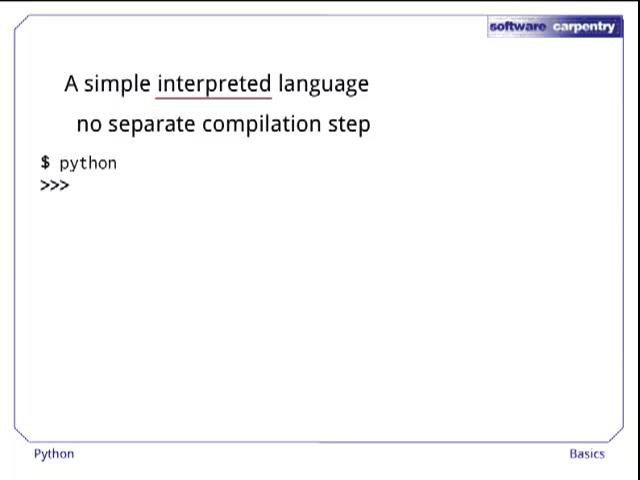 software carpentry
A simple interpreted language
no separate compilation step
$ python
>>>
Python
Basics